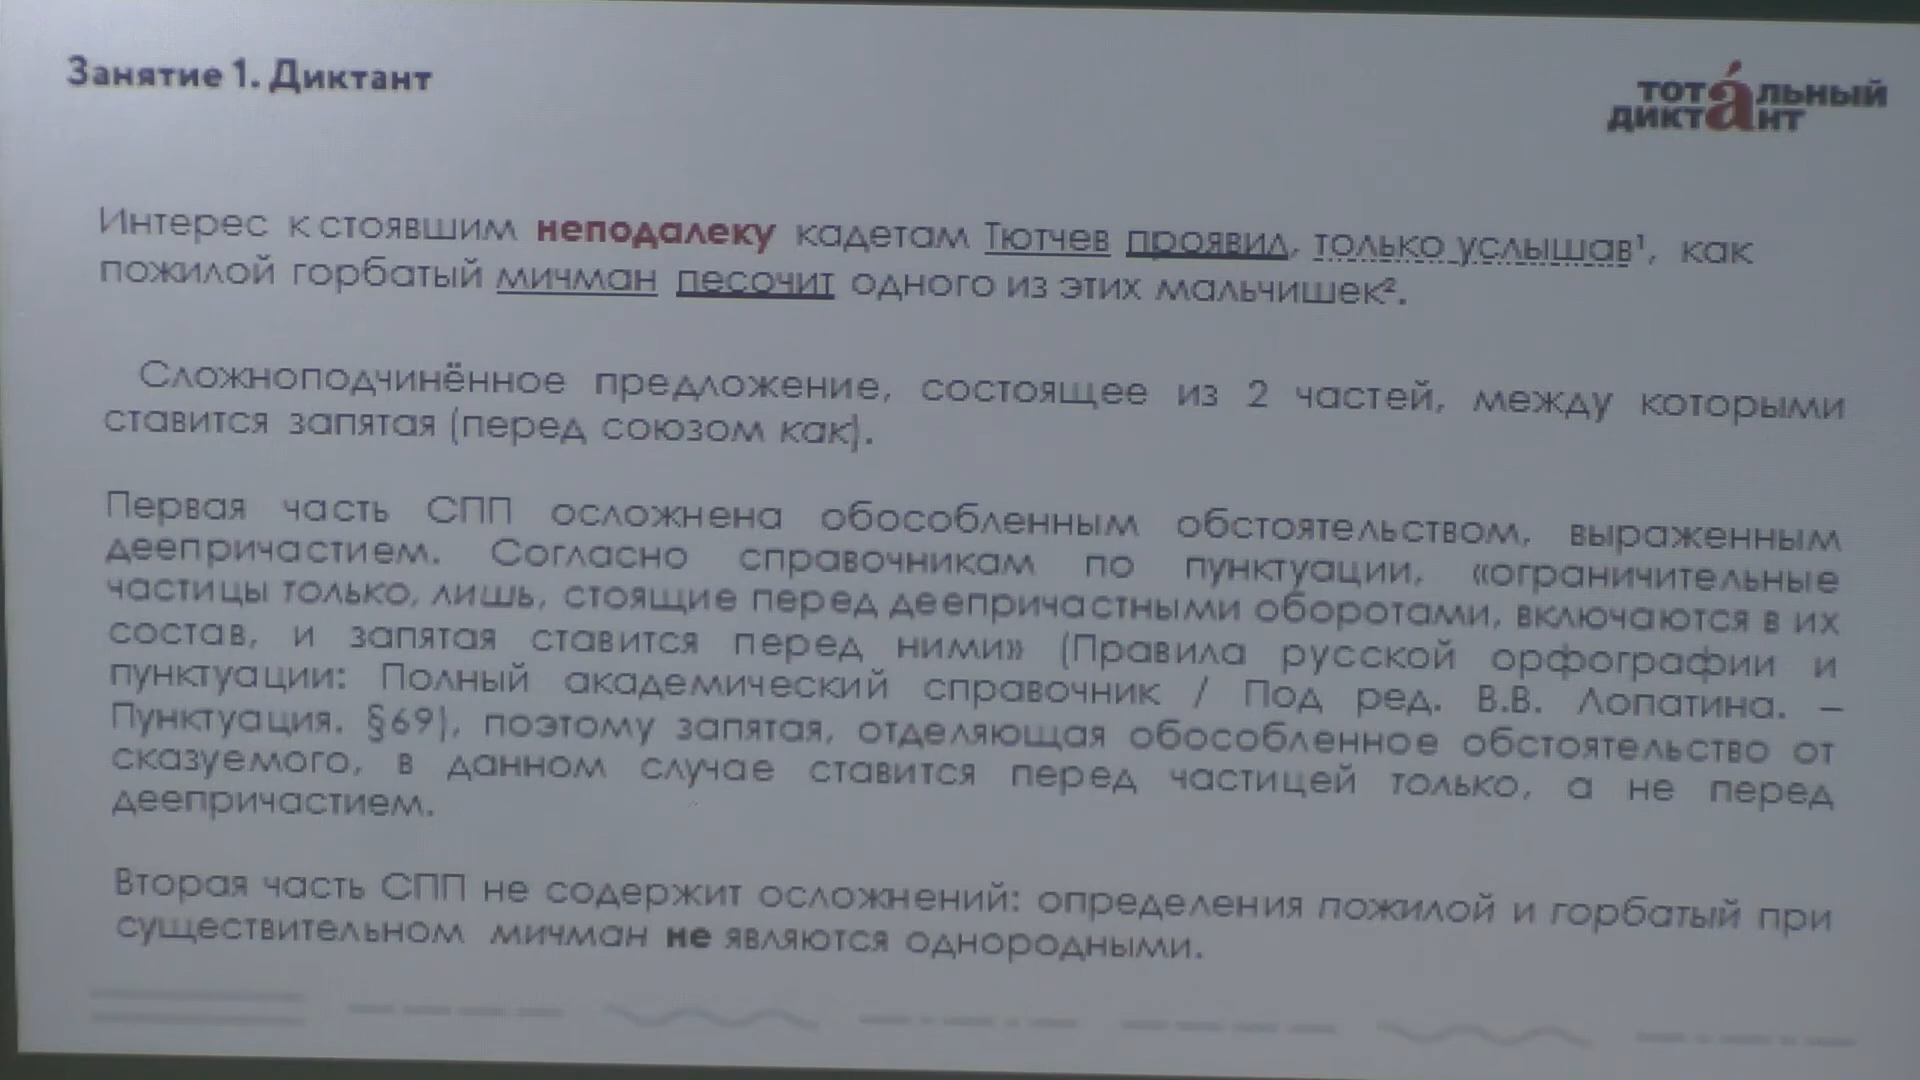 Занятие 1. Диктант
тота́льный
диктант
Интерес к стоявшим неподалеку кадетам Тютчев проявил, только услышав¹, как
пожилой горбатый мичман песочит одного из этих мальчишек².
Сложноподчинённое предложение, состоящее из 2 частей, между которыми
ставится запятая (перед союзом как).
Первая часть СПП осложнена обособленным обстоятельством, выраженным
деепричастием. Согласно справочникам по пунктуации, «ограничительные
частицы только, лишь, стоящие перед деепричастными оборотами, включаются в их
состав, и запятая ставится перед ними» (Правила русской орфографии и
пунктуации: Полный академический справочник / Под ред. В.В. Лопатина. –
Пунктуация. §69), поэтому запятая, отделяющая обособленное обстоятельство от
сказуемого, в данном случае ставится перед частицей только, а не перед
деепричастием.
Вторая часть СПП не содержит осложнений: определения пожилой и горбатый при
существительном мичман не являются однородными.